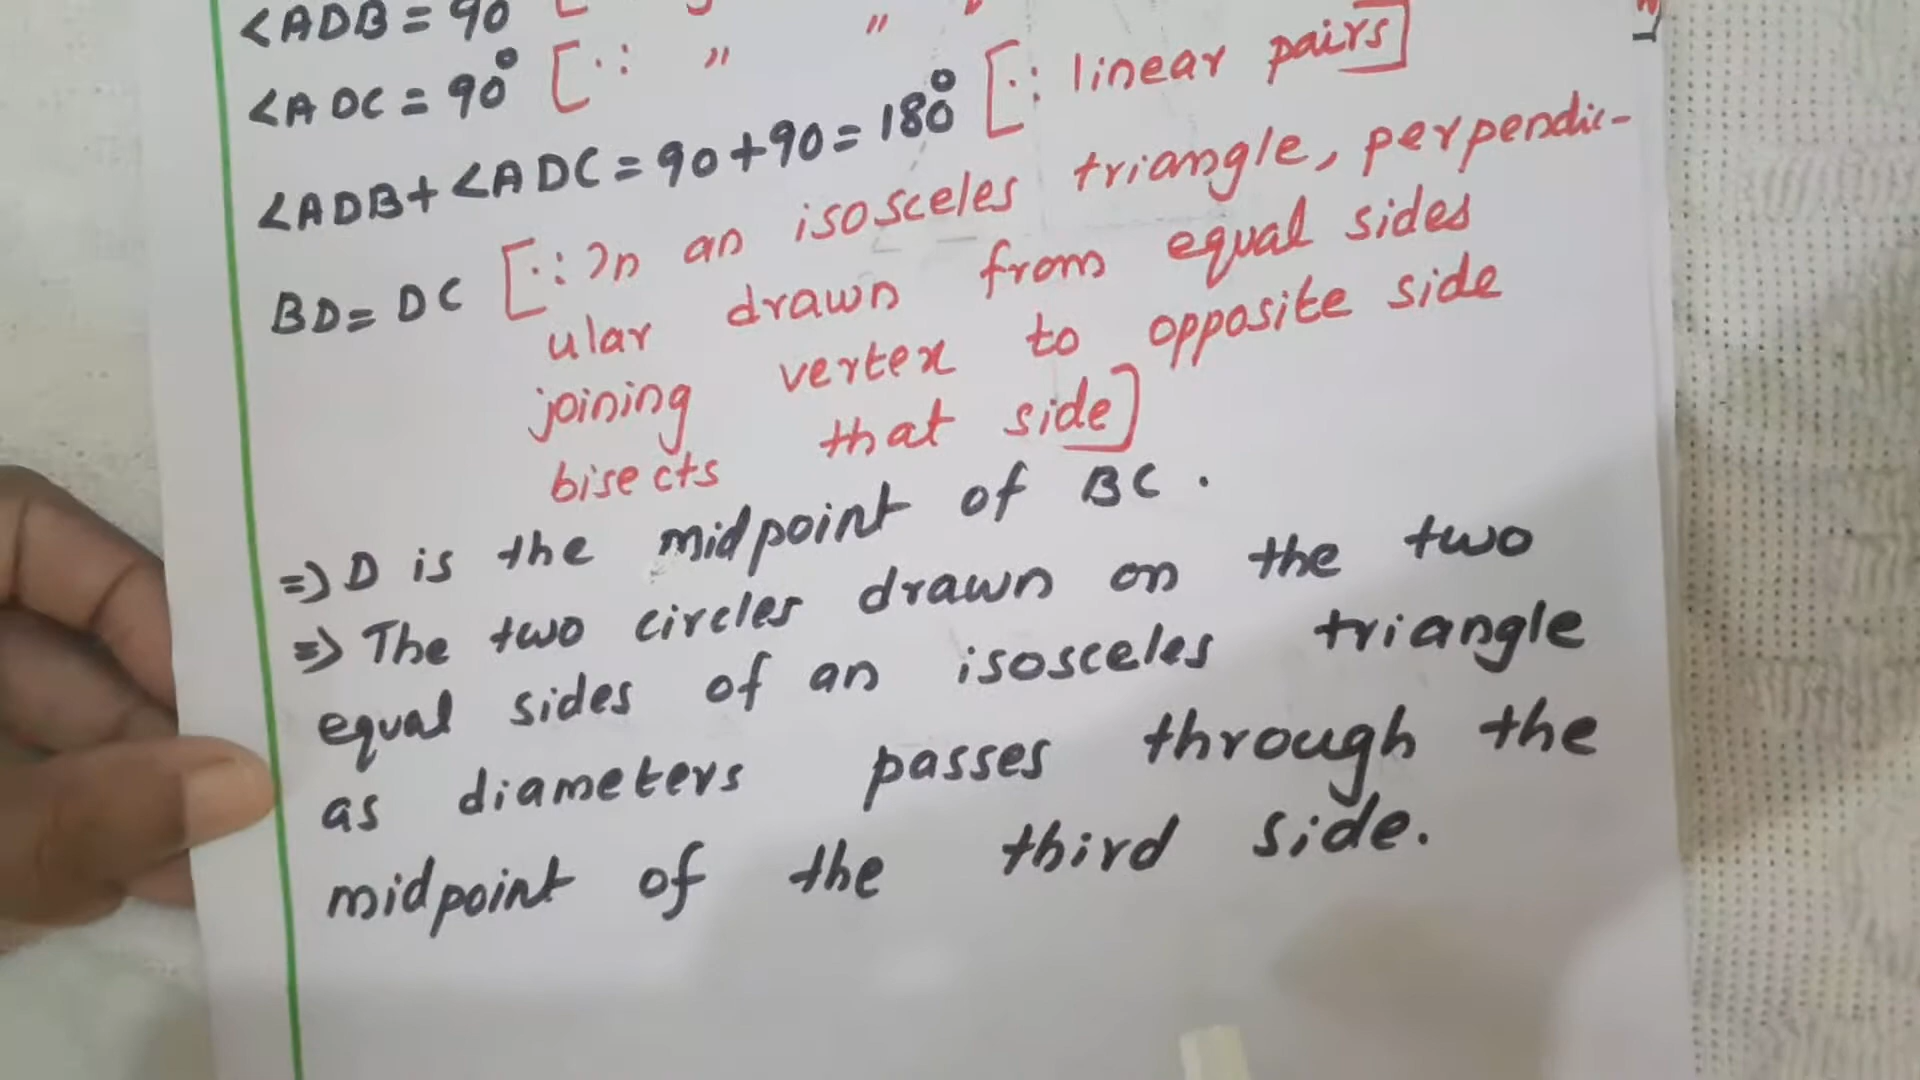 ∠ADB = 90 [
∠ADC = 90° [∵ " "
∠ADB + ∠ADC = 90 + 90 = 180° [∵ linear pairs]
BD = DC [∵ In an isosceles triangle, perpendic-
ular drawn from equal sides
joining vertex to opposite side
bisects that side]
=> D is the midpoint of BC.
=> The two circles drawn on the two
equal sides of an isosceles triangle
as diameters passes through the
midpoint of the third side.